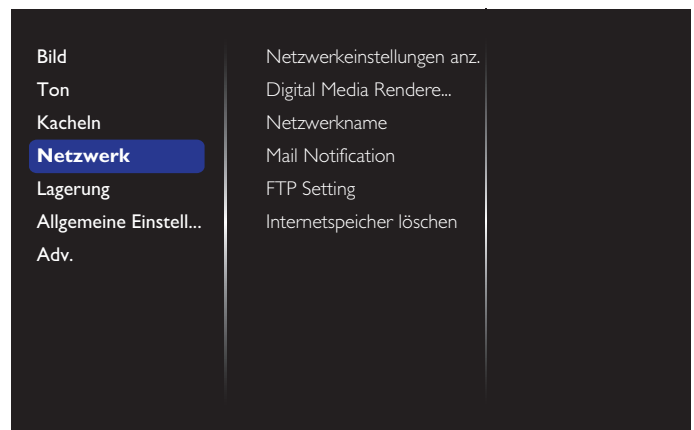 Bild
Ton
Kacheln
Netzwerk
Lagerung
Allgemeine Einstell...
Adv.
Netzwerkeinstellungen anz.
Digital Media Rendere...
Netzwerkname
Mail Notification
FTP Setting
Internetspeicher löschen